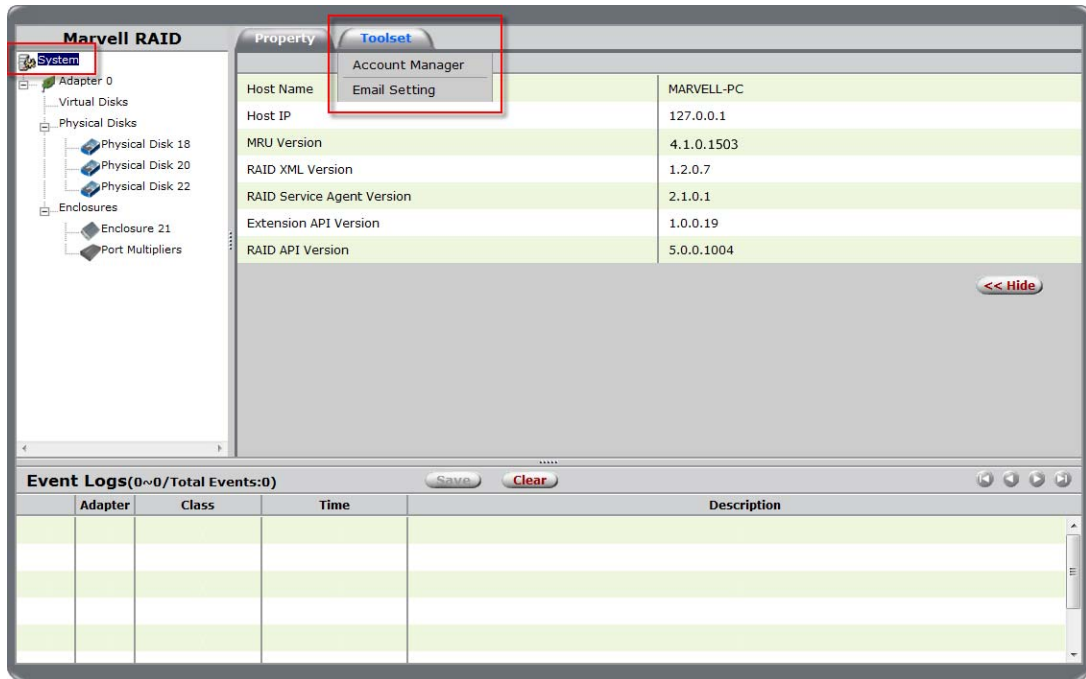 Marvell RAID
System
Adapter 0
Virtual Disks
Physical Disks
Physical Disk 18
Physical Disk 20
Physical Disk 22
Enclosures
Enclosure 21
Port Multipliers
Property Toolset
Account Manager
Email Setting
Host Name MARVELL-PC
Host IP 127.0.0.1
MRU Version 4.1.0.1503
RAID XML Version 1.2.0.7
RAID Service Agent Version 2.1.0.1
Extension API Version 1.0.0.19
RAID API Version 5.0.0.1004
<< Hide
Event Logs(0~0/Total Events:0) Save Clear
Adapter Class Time Description